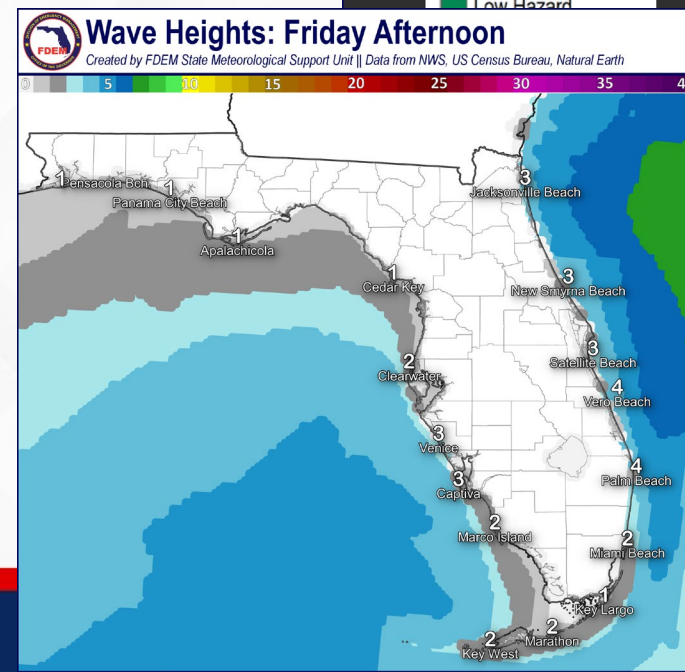 Low Hazard
Wave Heights: Friday Afternoon
Created by FDEM State Meteorological Support Unit || Data from NWS, US Census Bureau, Natural Earth
FDEM
0 5 10 15 20 25 30 35 4
1
Pensacola Bch.
1
Panama City Beach
1
Apalachicola
3
Jacksonville Beach
1
Cedar Key
3
New Smyrna Beach
3
Satellite Beach
2
Clearwater
4
Vero Beach
3
Venice
3
Captiva
4
Palm Beach
2
Marco Island
2
Miami Beach
1
Key Largo
2
Marathon
2
Key West